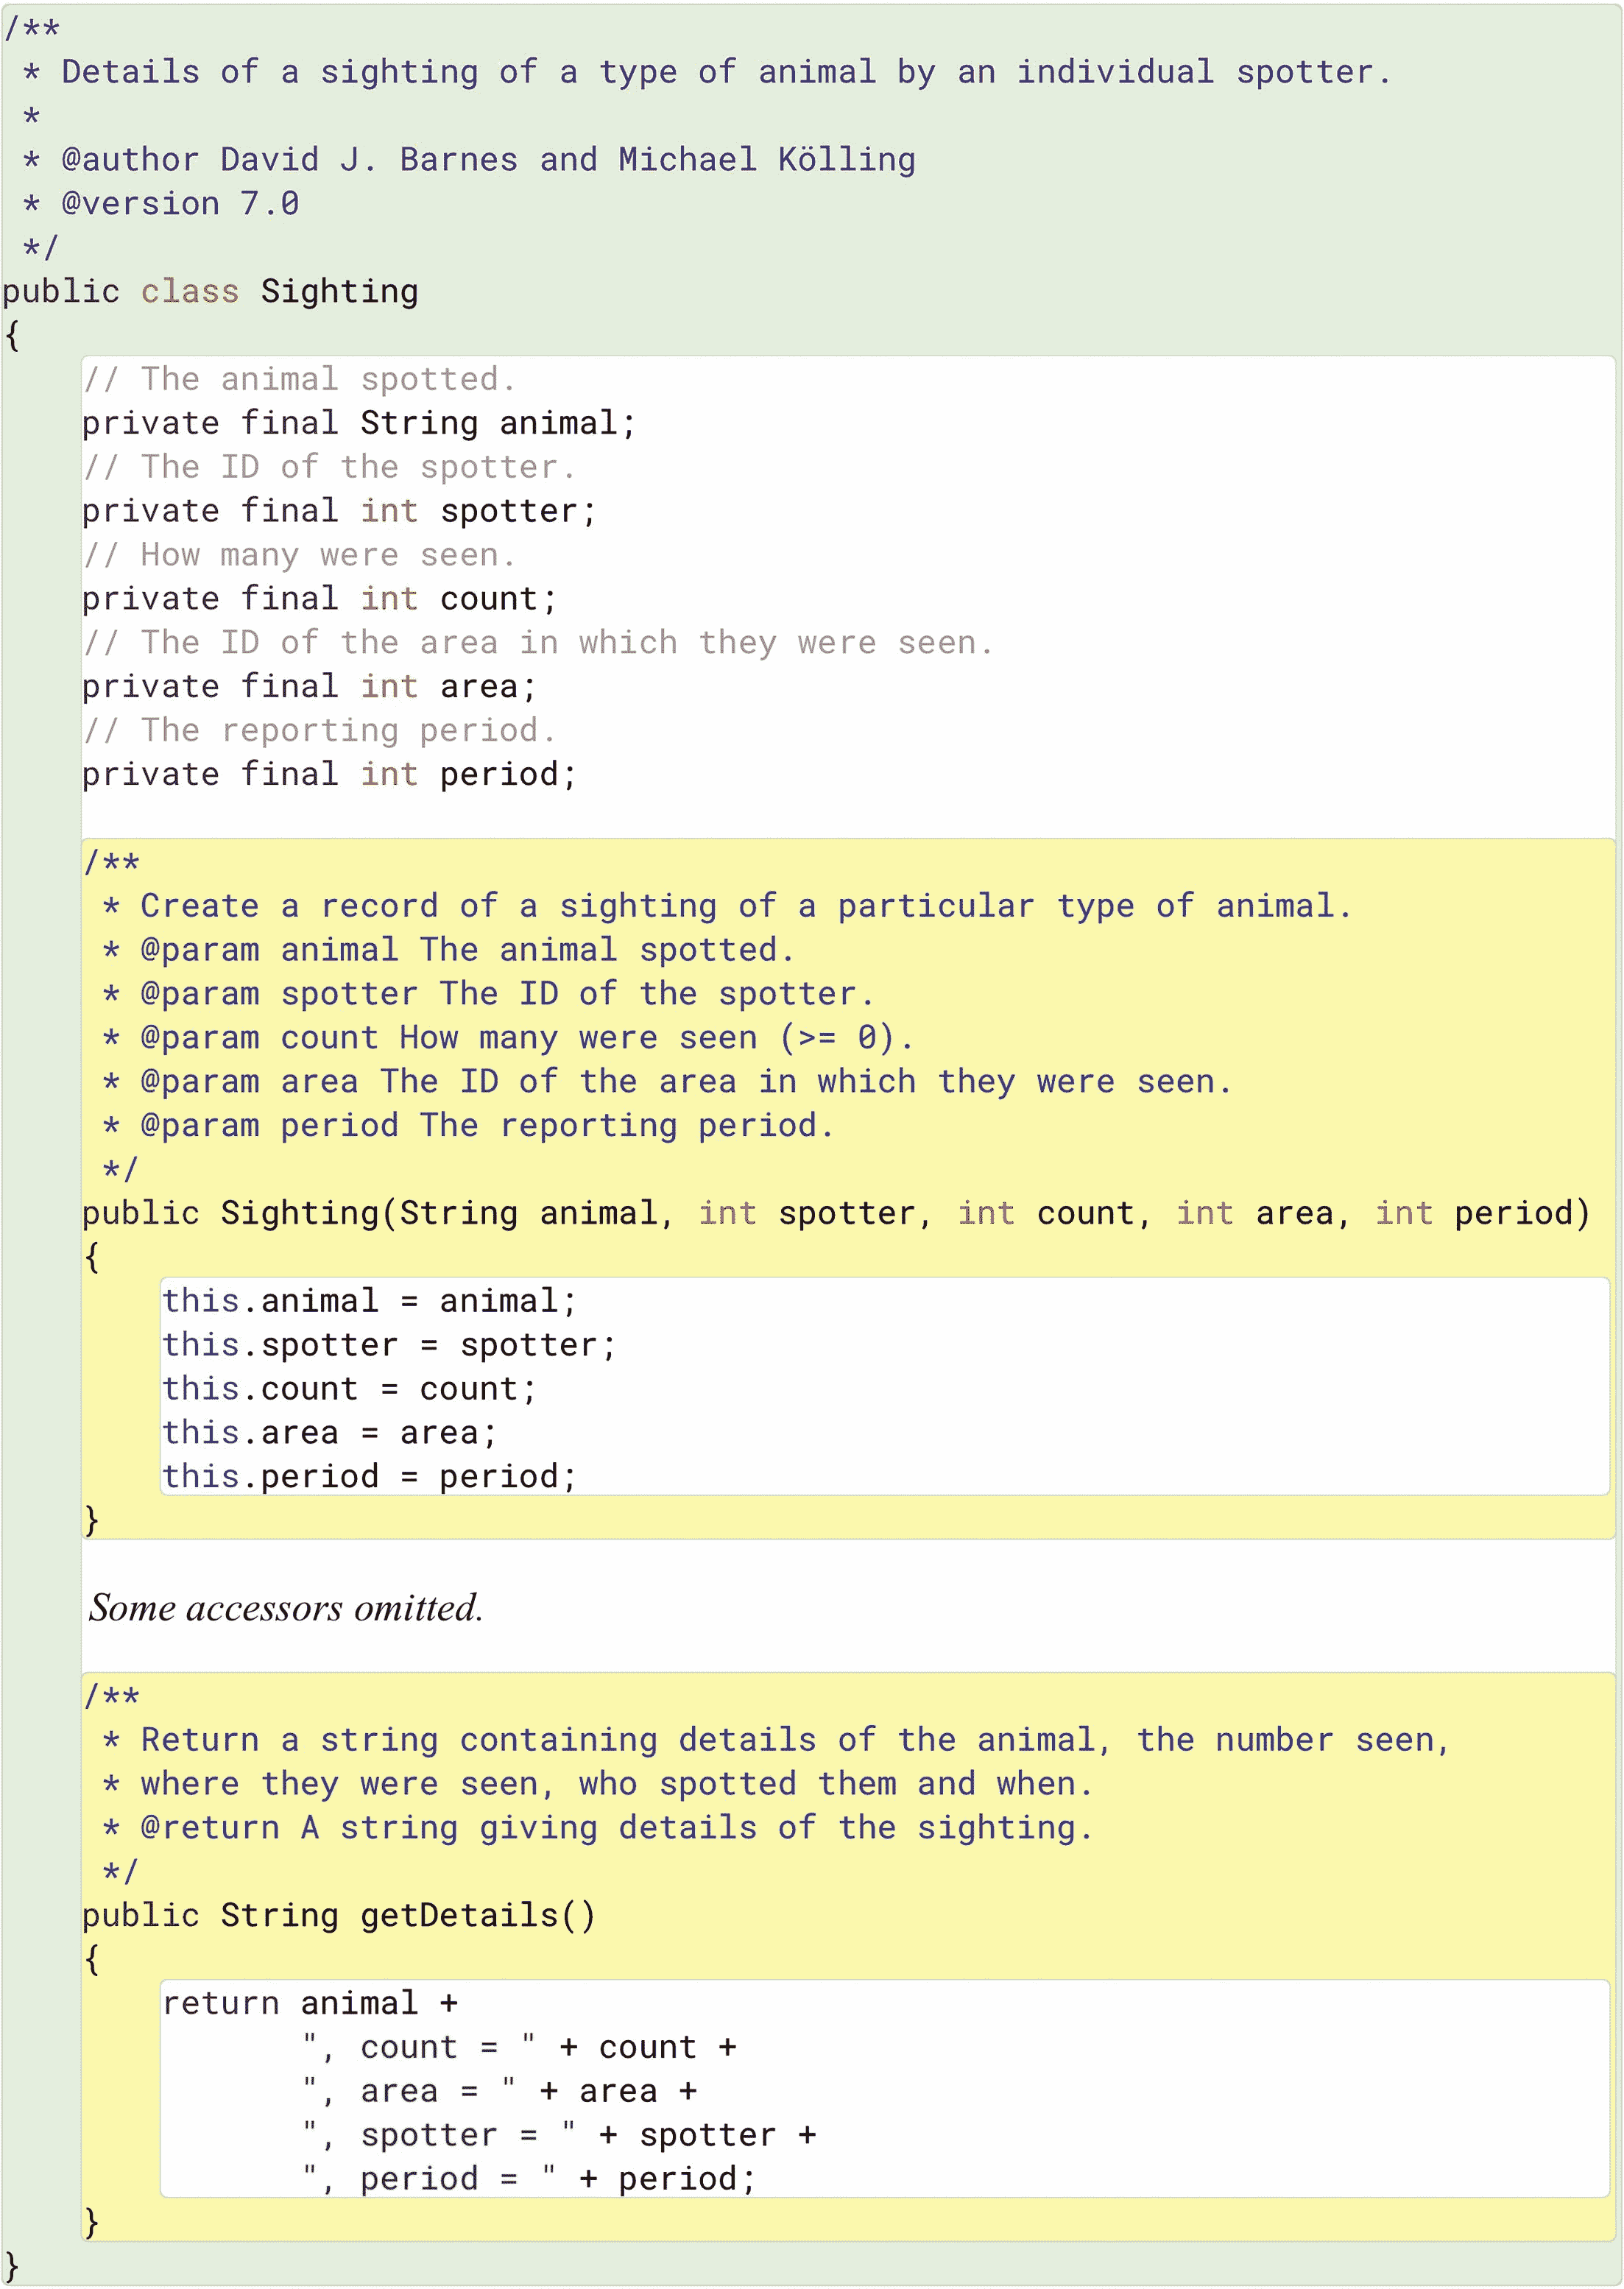 /**
 * Details of a sighting of a type of animal by an individual spotter.
 *
 * @author David J. Barnes and Michael Kölling
 * @version 7.0
 */
public class Sighting
{
    // The animal spotted.
    private final String animal;
    // The ID of the spotter.
    private final int spotter;
    // How many were seen.
    private final int count;
    // The ID of the area in which they were seen.
    private final int area;
    // The reporting period.
    private final int period;

    /**
     * Create a record of a sighting of a particular type of animal.
     * @param animal The animal spotted.
     * @param spotter The ID of the spotter.
     * @param count How many were seen (>= 0).
     * @param area The ID of the area in which they were seen.
     * @param period The reporting period.
     */
    public Sighting(String animal, int spotter, int count, int area, int period)
    {
        this.animal = animal;
        this.spotter = spotter;
        this.count = count;
        this.area = area;
        this.period = period;
    }

    Some accessors omitted.

    /**
     * Return a string containing details of the animal, the number seen,
     * where they were seen, who spotted them and when.
     * @return A string giving details of the sighting.
     */
    public String getDetails()
    {
        return animal +
               ", count = " + count +
               ", area = " + area +
               ", spotter = " + spotter +
               ", period = " + period;
    }
}